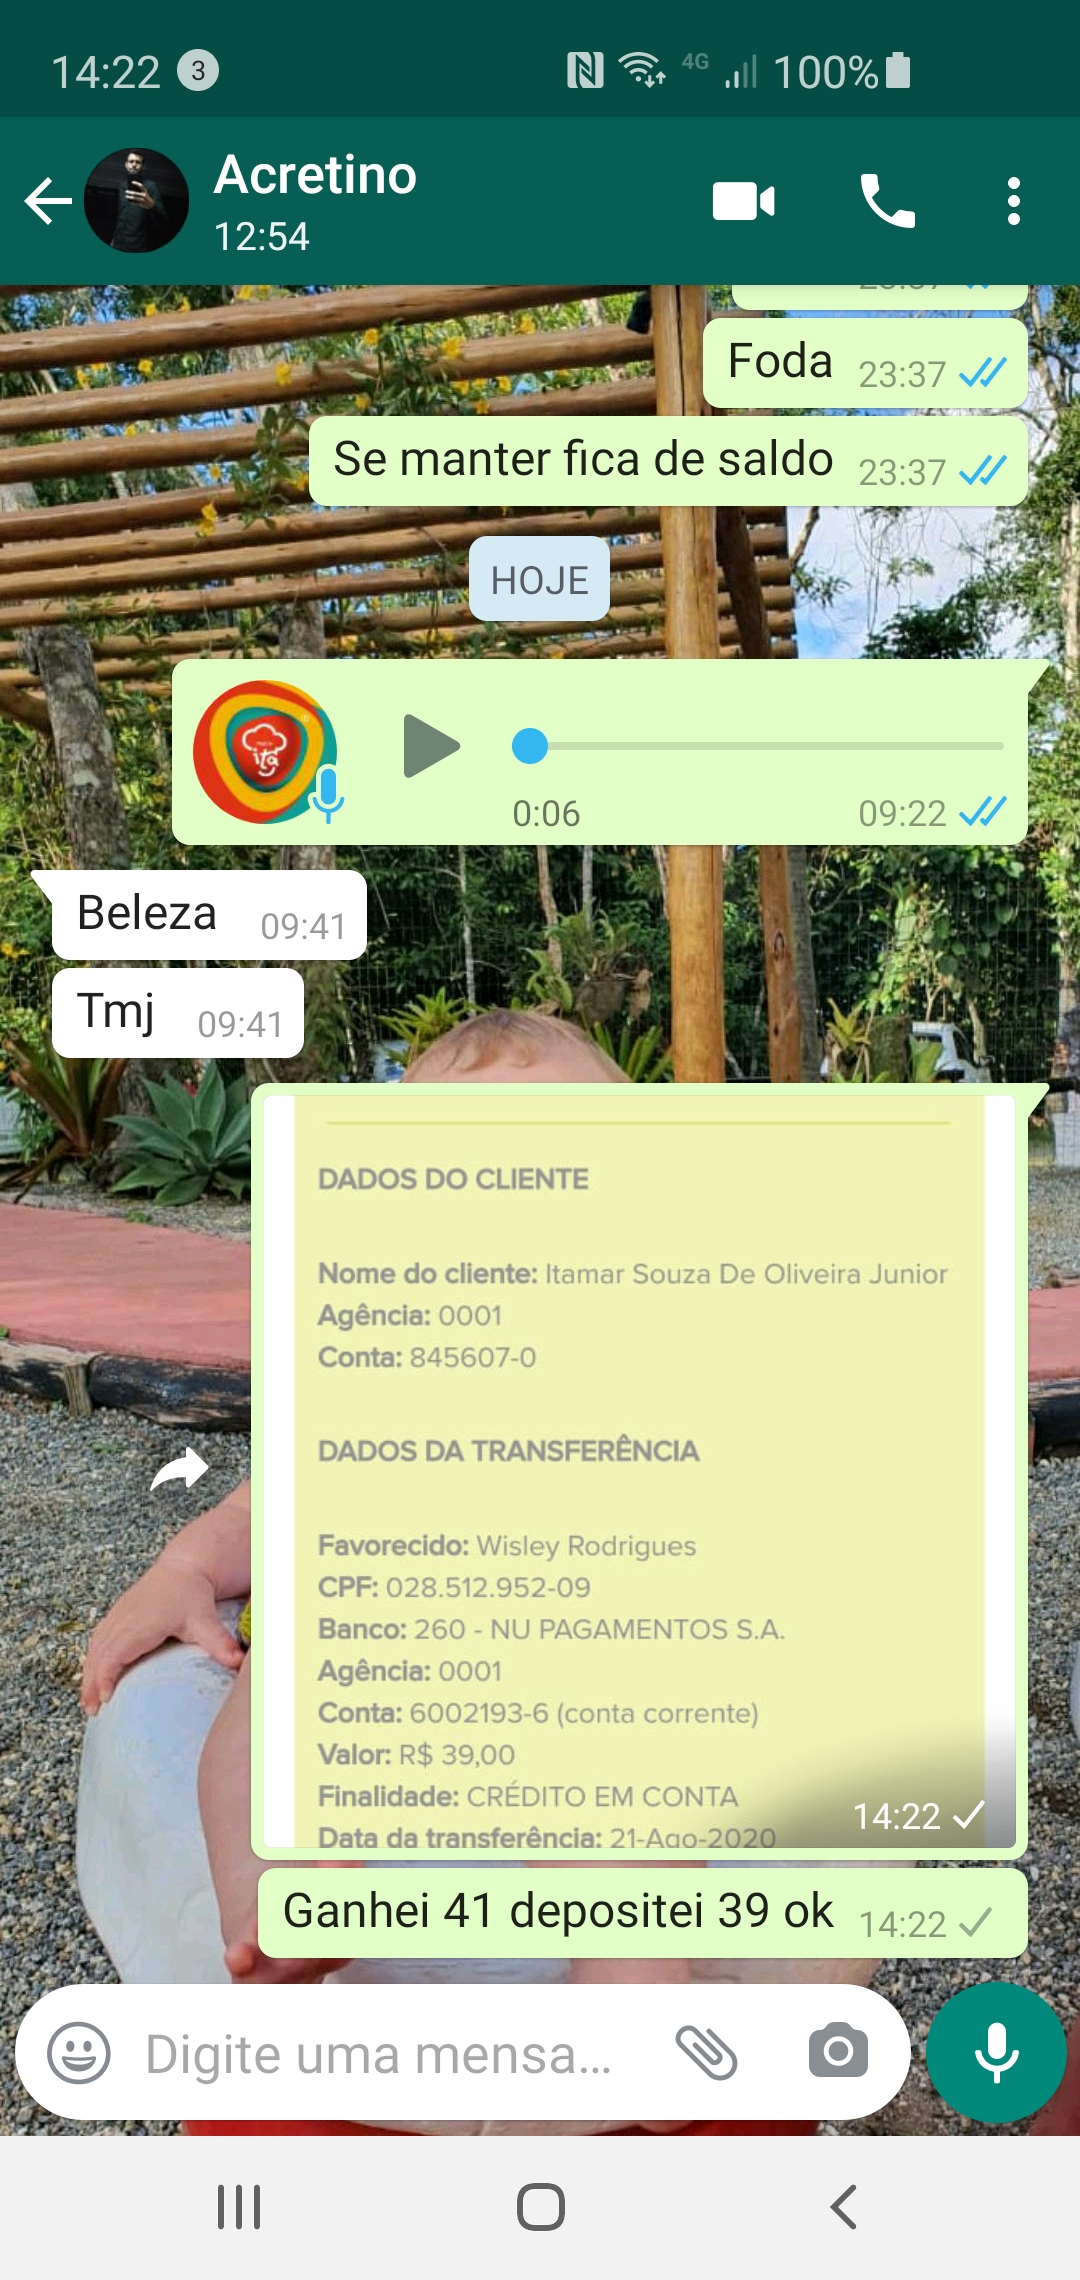 14:22 3 4G 100%
Acretino
12:54
Foda 23:37
Se manter fica de saldo 23:37
HOJE
ita
0:06 09:22
Beleza 09:41
Tmj 09:41
DADOS DO CLIENTE
Nome do cliente: Itamar Souza De Oliveira Junior
Agência: 0001
Conta: 845607-0
DADOS DA TRANSFERÊNCIA
Favorecido: Wisley Rodrigues
CPF: 028.512.952-09
Banco: 260 - NU PAGAMENTOS S.A.
Agência: 0001
Conta: 6002193-6 (conta corrente)
Valor: R$ 39,00
Finalidade: CRÉDITO EM CONTA
Data da transferência: 21-Ago-2020
14:22
Ganhei 41 depositei 39 ok 14:22
Digite uma mensa...